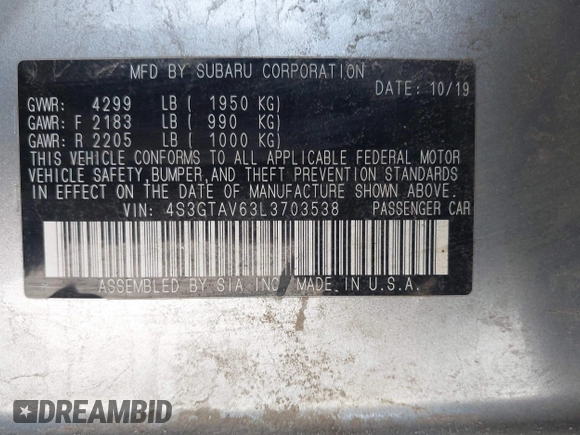 MFD BY SUBARU CORPORATION
DATE: 10/19
GVWR: 4299 LB ( 1950 KG)
GAWR: F 2183 LB ( 990 KG)
GAWR: R 2205 LB ( 1000 KG)
THIS VEHICLE CONFORMS TO ALL APPLICABLE FEDERAL MOTOR
VEHICLE SAFETY,BUMPER,AND THEFT PREVENTION STANDARDS
IN EFFECT ON THE DATE OF MANUFACTURE SHOWN ABOVE.
VIN: 4S3GTAV63L3703538 PASSENGER CAR
ASSEMBLED BY SIA INC. MADE IN U.S.A.
DREAMBID